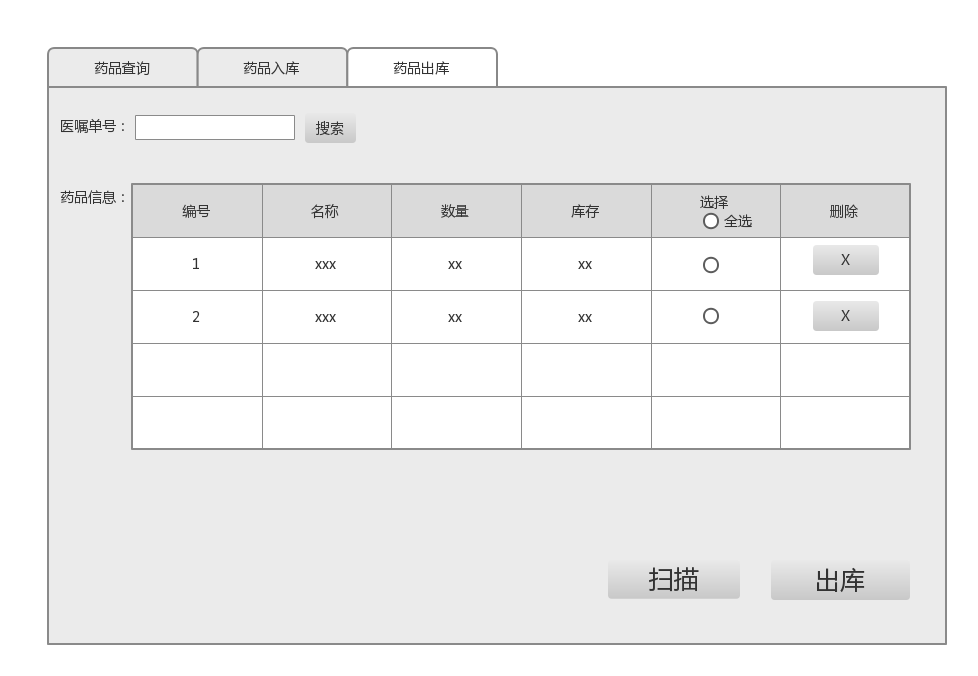 药品查询 药品入库 药品出库
医嘱单号： 搜索
药品信息：
编号 名称 数量 库存 选择 全选 删除
1 xxx xx xx X
2 xxx xx xx X
扫描 出库